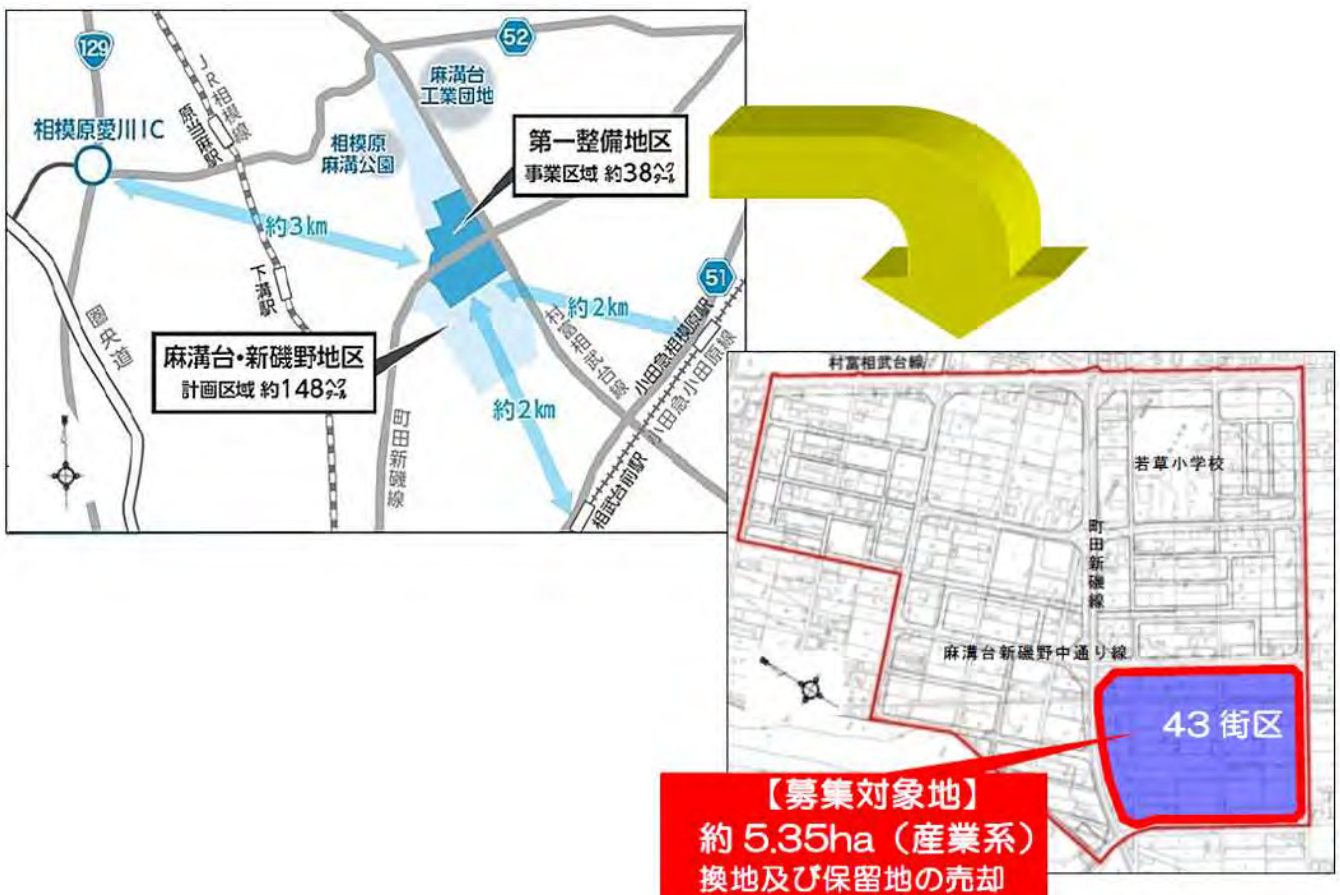 129
52
JR相模線
原当麻駅
麻溝台
工業団地
相模原愛川IC
相模原
麻溝公園
第一整備地区
事業区域 約38㌶
約3km
下溝駅
圏央道
51
約2km
村富相武台線
小田急相模原駅
小田急小田原線
麻溝台・新磯野地区
計画区域 約148㌶
約2km
町田新磯線
相武台前駅
村富相武台線
若草小学校
町田新磯線
麻溝台新磯野中通り線
43 街区
【募集対象地】
約 5.35ha(産業系)
換地及び保留地の売却